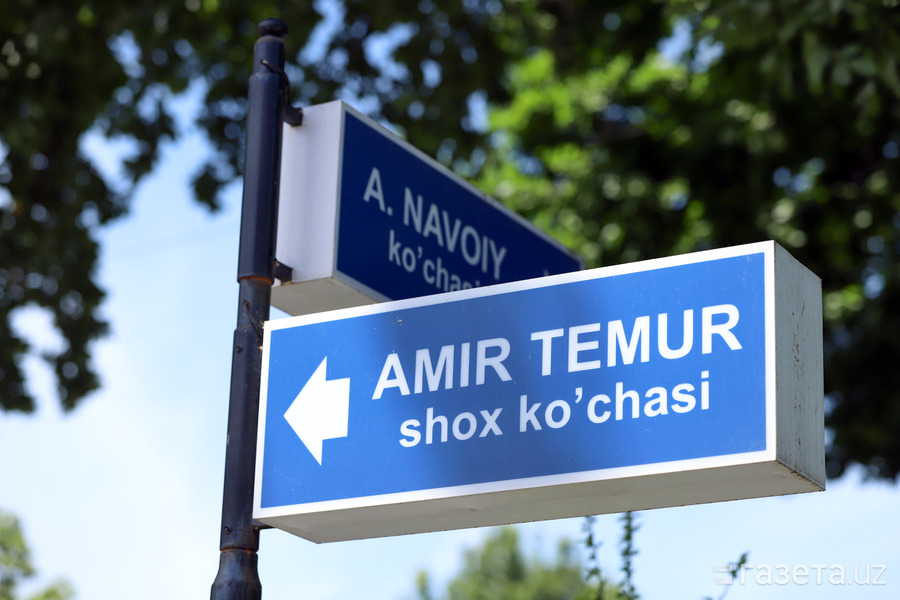 A. NAVOIY
ko’chasi
AMIR TEMUR
shox ko’chasi
газета.uz